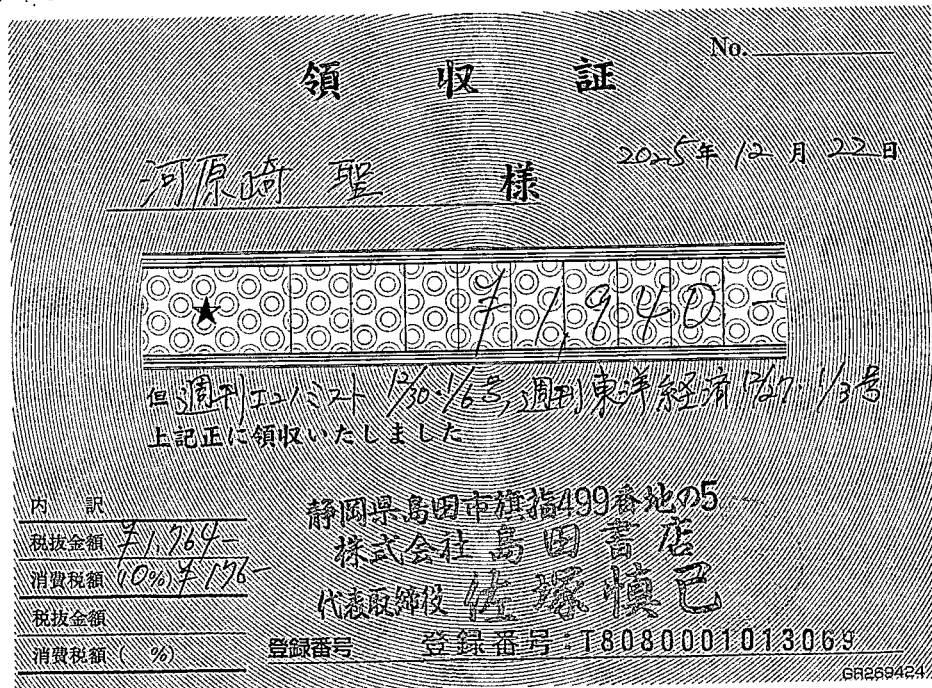 No.
領収証
2025年12月22日
河原崎 聖 様
★ ¥1,940-
但 週刊エコノミスト 12/30・1/6号, 週刊東洋経済 12/27・1/3号
上記正に領収いたしました
内 訳
税抜金額 ¥1,764-
消費税額(10%) ¥176-
税抜金額
消費税額( %)
静岡県島田市旗指499番地の5
株式会社 島田書店
代表取締役 佐塚慎已
登録番号 登録番号:T8080001013069
GR269424